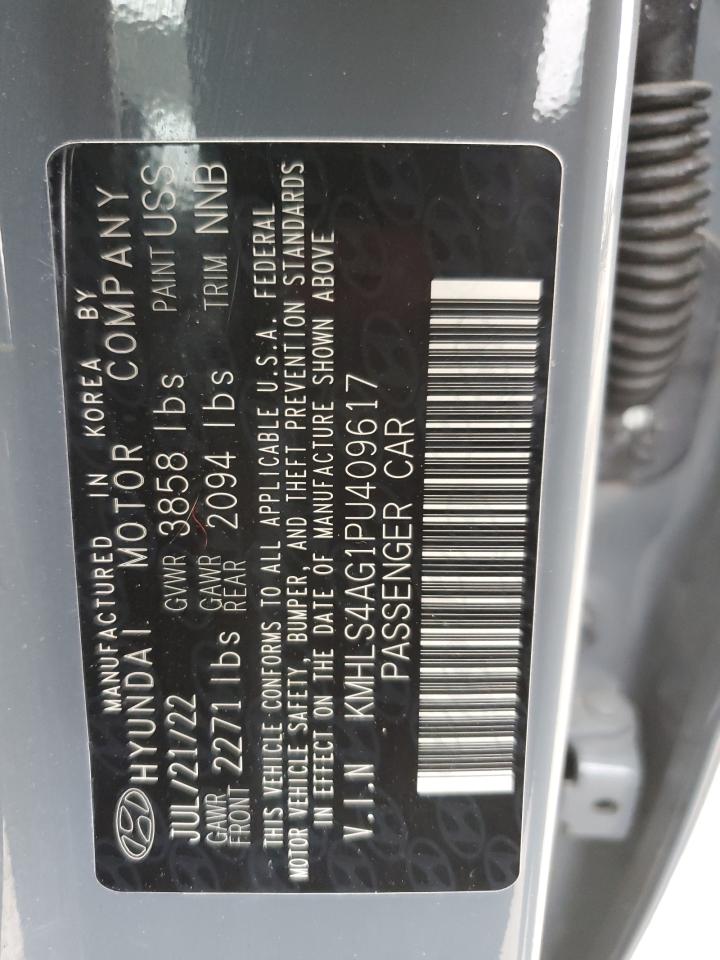 MANUFACTURED IN KOREA BY
HYUNDAI MOTOR COMPANY
JUL/21/22 GVWR 3858 lbs PAINT USS
GAWR FRONT 2271 lbs GAWR REAR 2094 lbs TRIM NNB
THIS VEHICLE CONFORMS TO ALL APPLICABLE U.S.A. FEDERAL
MOTOR VEHICLE SAFETY, BUMPER, AND THEFT PREVENTION STANDARDS
IN EFFECT ON THE DATE OF MANUFACTURE SHOWN ABOVE
V.I.N KMHLS4AG1PU409617
PASSENGER CAR